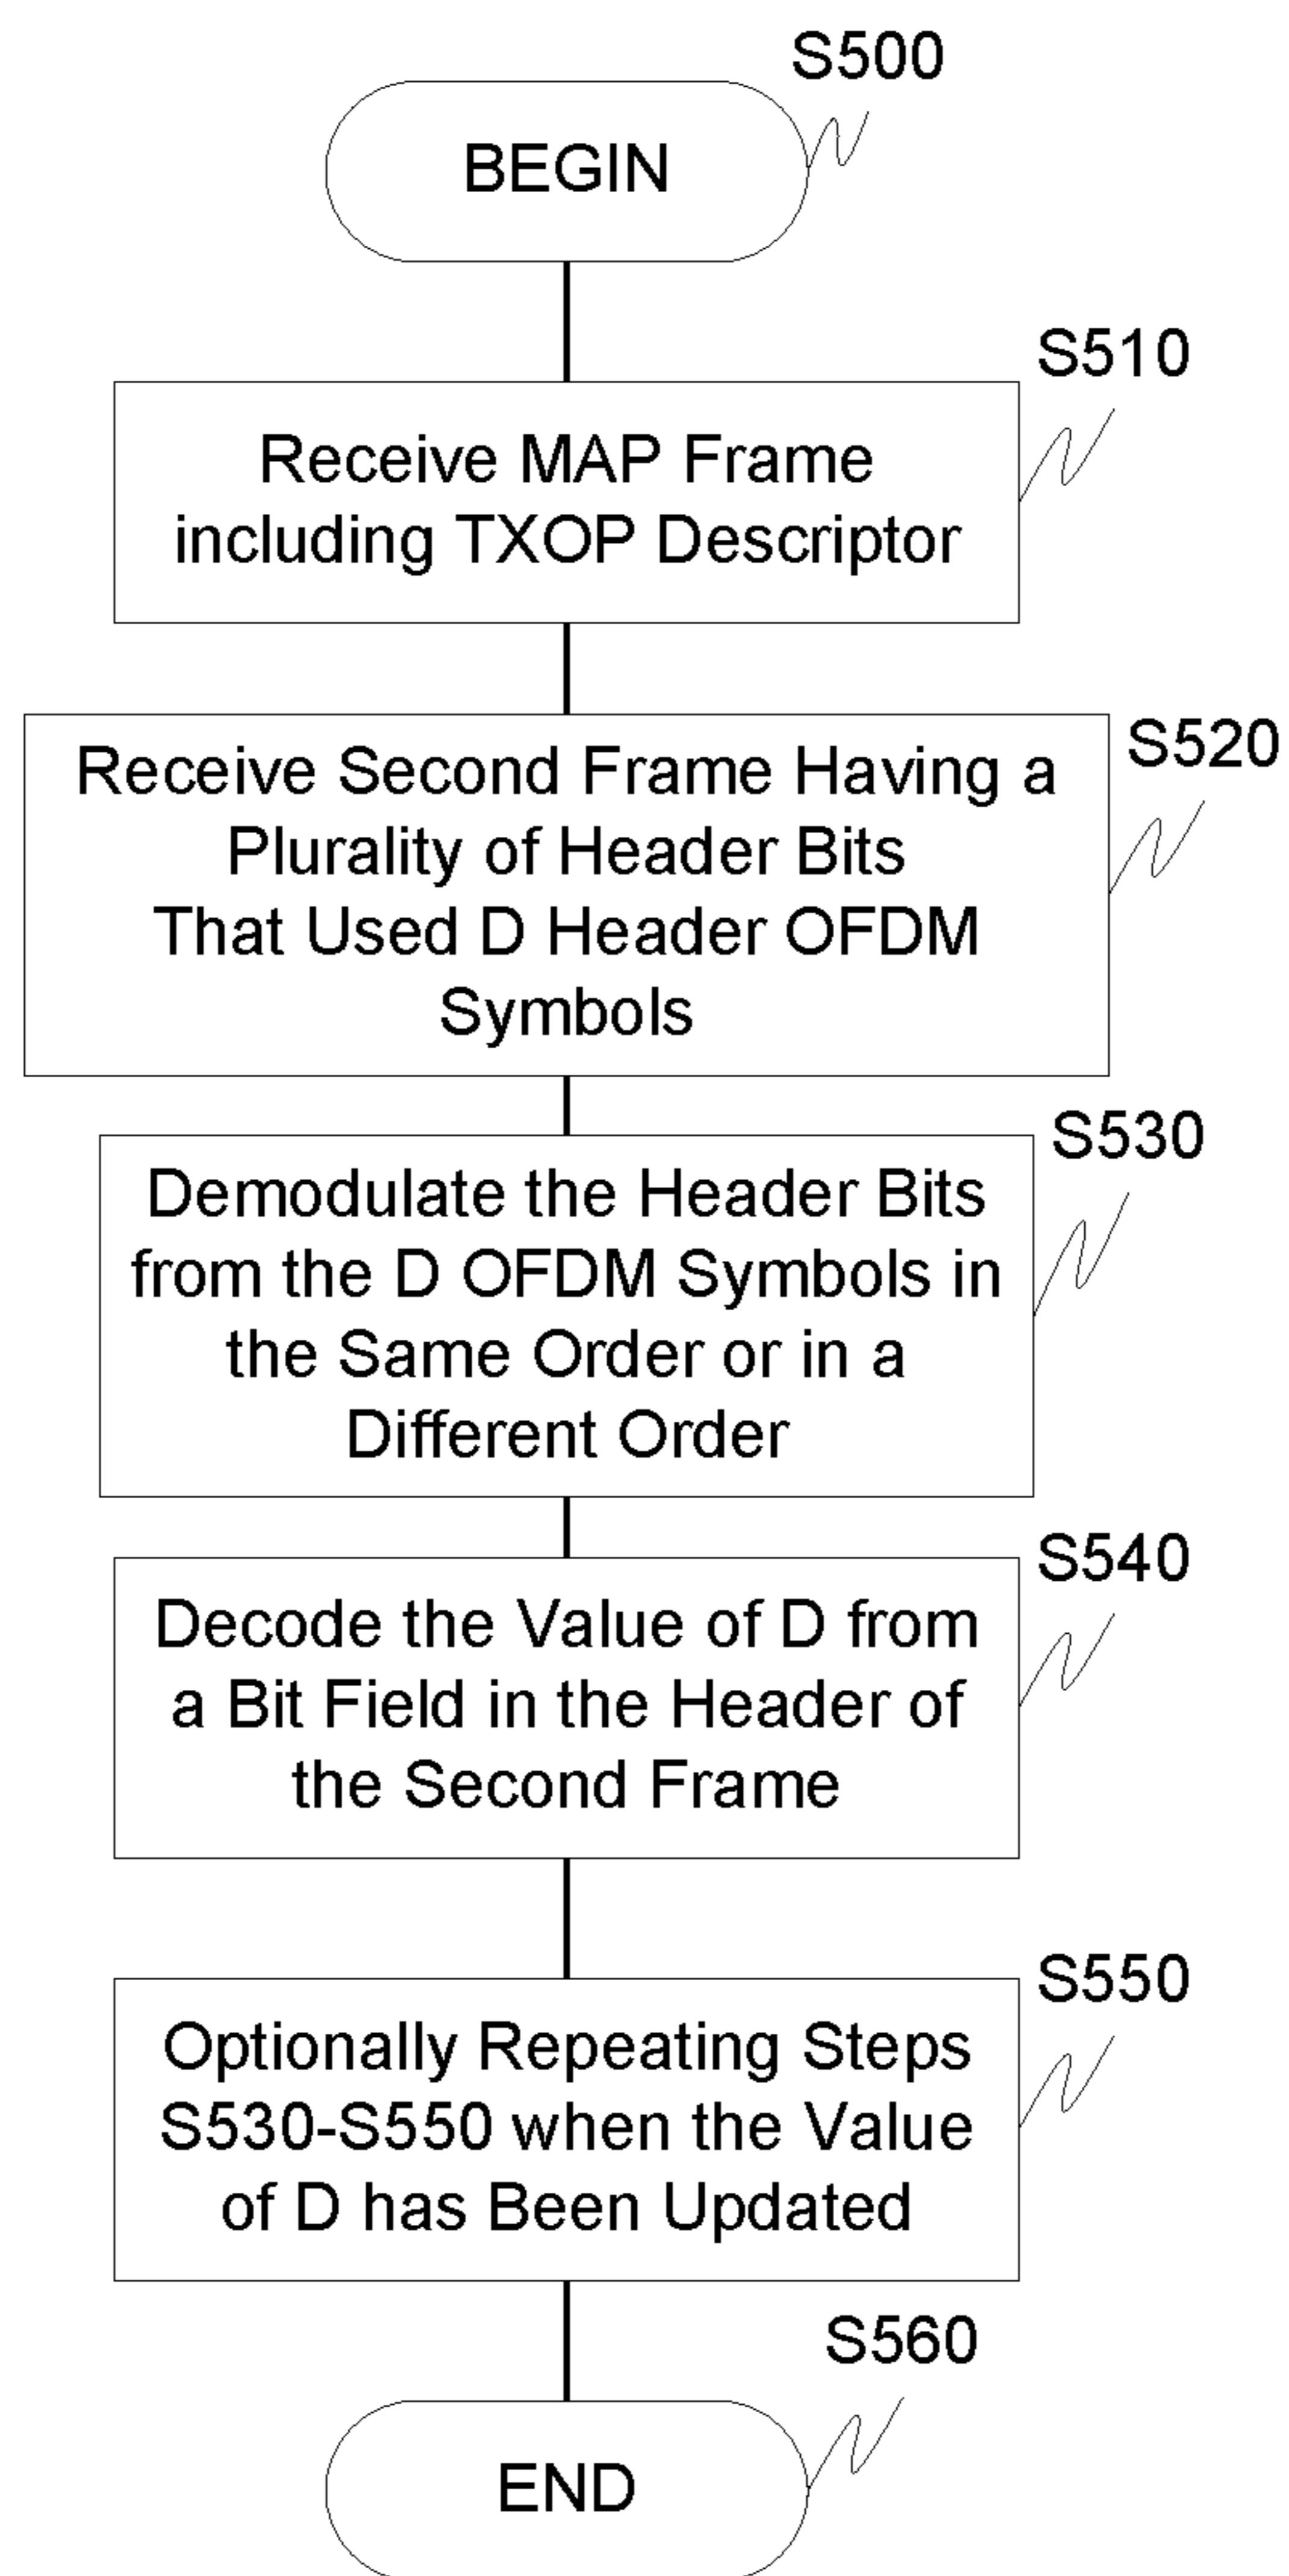 S500
BEGIN
S510
Receive MAP Frame
including TXOP Descriptor
S520
Receive Second Frame Having a
Plurality of Header Bits
That Used D Header OFDM
Symbols
S530
Demodulate the Header Bits
from the D OFDM Symbols in
the Same Order or in a
Different Order
S540
Decode the Value of D from
a Bit Field in the Header of
the Second Frame
S550
Optionally Repeating Steps
S530-S550 when the Value
of D has Been Updated
S560
END